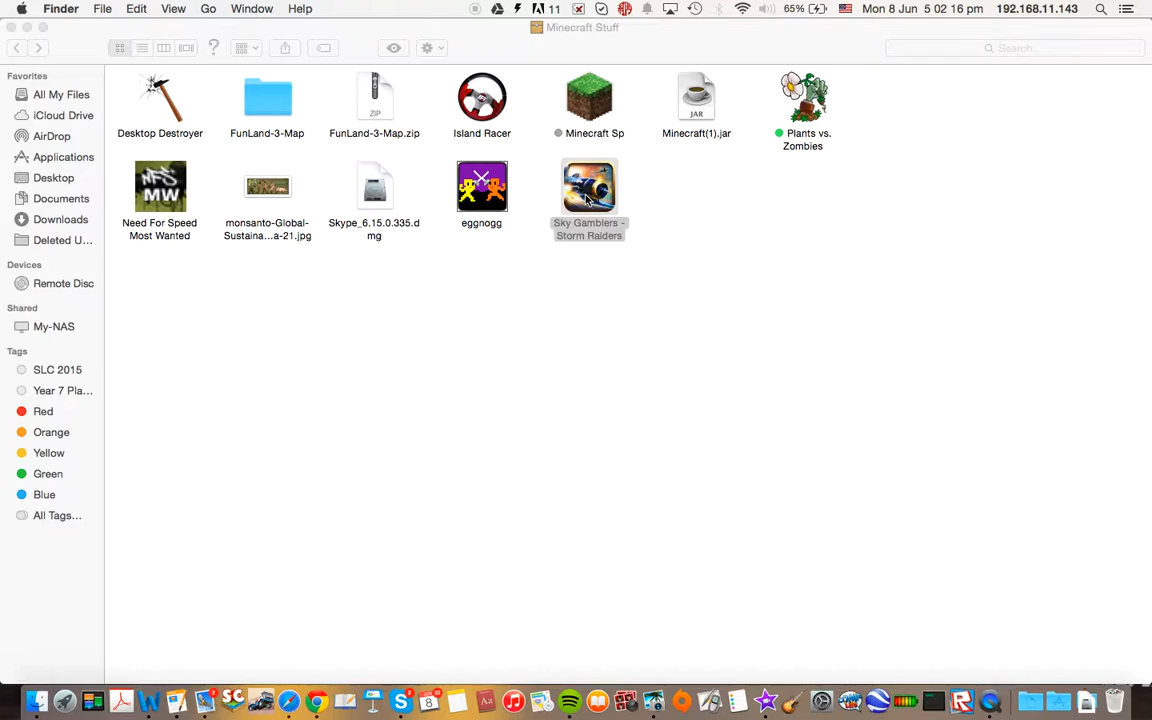 Finder File Edit View Go Window Help 11 65% Mon 8 Jun 5 02 16 pm 192.168.11.143
Minecraft Stuff
Search
Favorites
All My Files
iCloud Drive
AirDrop
Applications
Desktop
Documents
Downloads
Deleted U...
Devices
Remote Disc
Shared
My-NAS
Tags
SLC 2015
Year 7 Pla...
Red
Orange
Yellow
Green
Blue
All Tags...
Desktop Destroyer
FunLand-3-Map
ZIP
FunLand-3-Map.zip
Island Racer
Minecraft Sp
JAR
Minecraft(1).jar
Plants vs.
Zombies
NFS
MW
Need For Speed
Most Wanted
monsanto-Global-
Sustaina...a-21.jpg
Skype_6.15.0.335.d
mg
eggnogg
Sky Gamblers -
Storm Raiders
SC
8